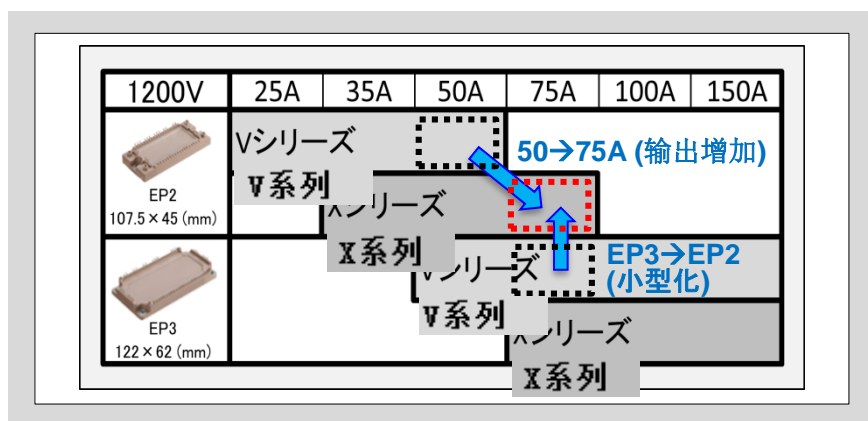 1200V 25A 35A 50A 75A 100A 150A
Vシリーズ
V系列
50→75A (输出增加)
EP2
107.5×45 (mm)
Xシリーズ
X系列
EP3→EP2
(小型化)
Vシリーズ
V系列
EP3
122×62 (mm)
Xシリーズ
X系列